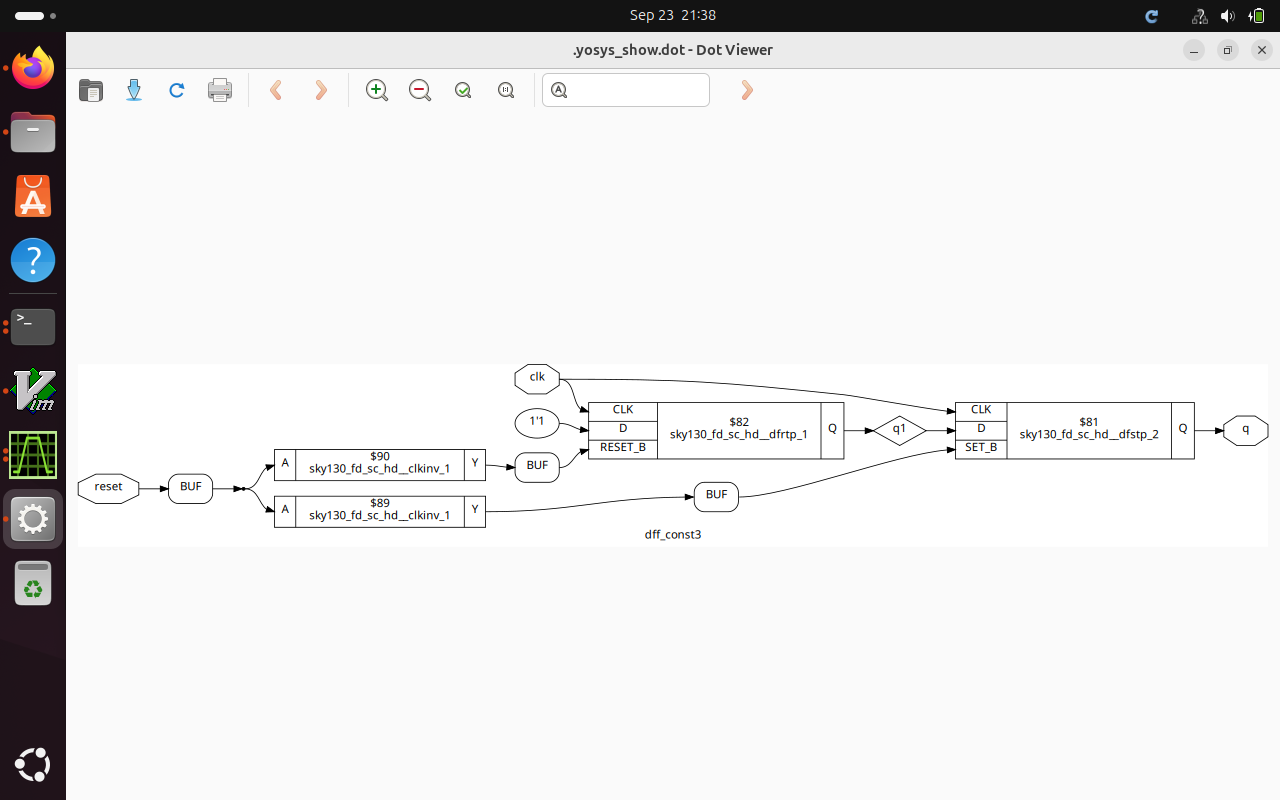 Sep 23 21:38
.yosys_show.dot - Dot Viewer
clk
1'1
CLK
D
RESET_B
$82
sky130_fd_sc_hd__dfrtp_1
Q
q1
CLK
D
SET_B
$81
sky130_fd_sc_hd__dfstp_2
Q
q
reset
BUF
A
$90
sky130_fd_sc_hd__clkinv_1
Y
BUF
A
$89
sky130_fd_sc_hd__clkinv_1
Y
BUF
dff_const3